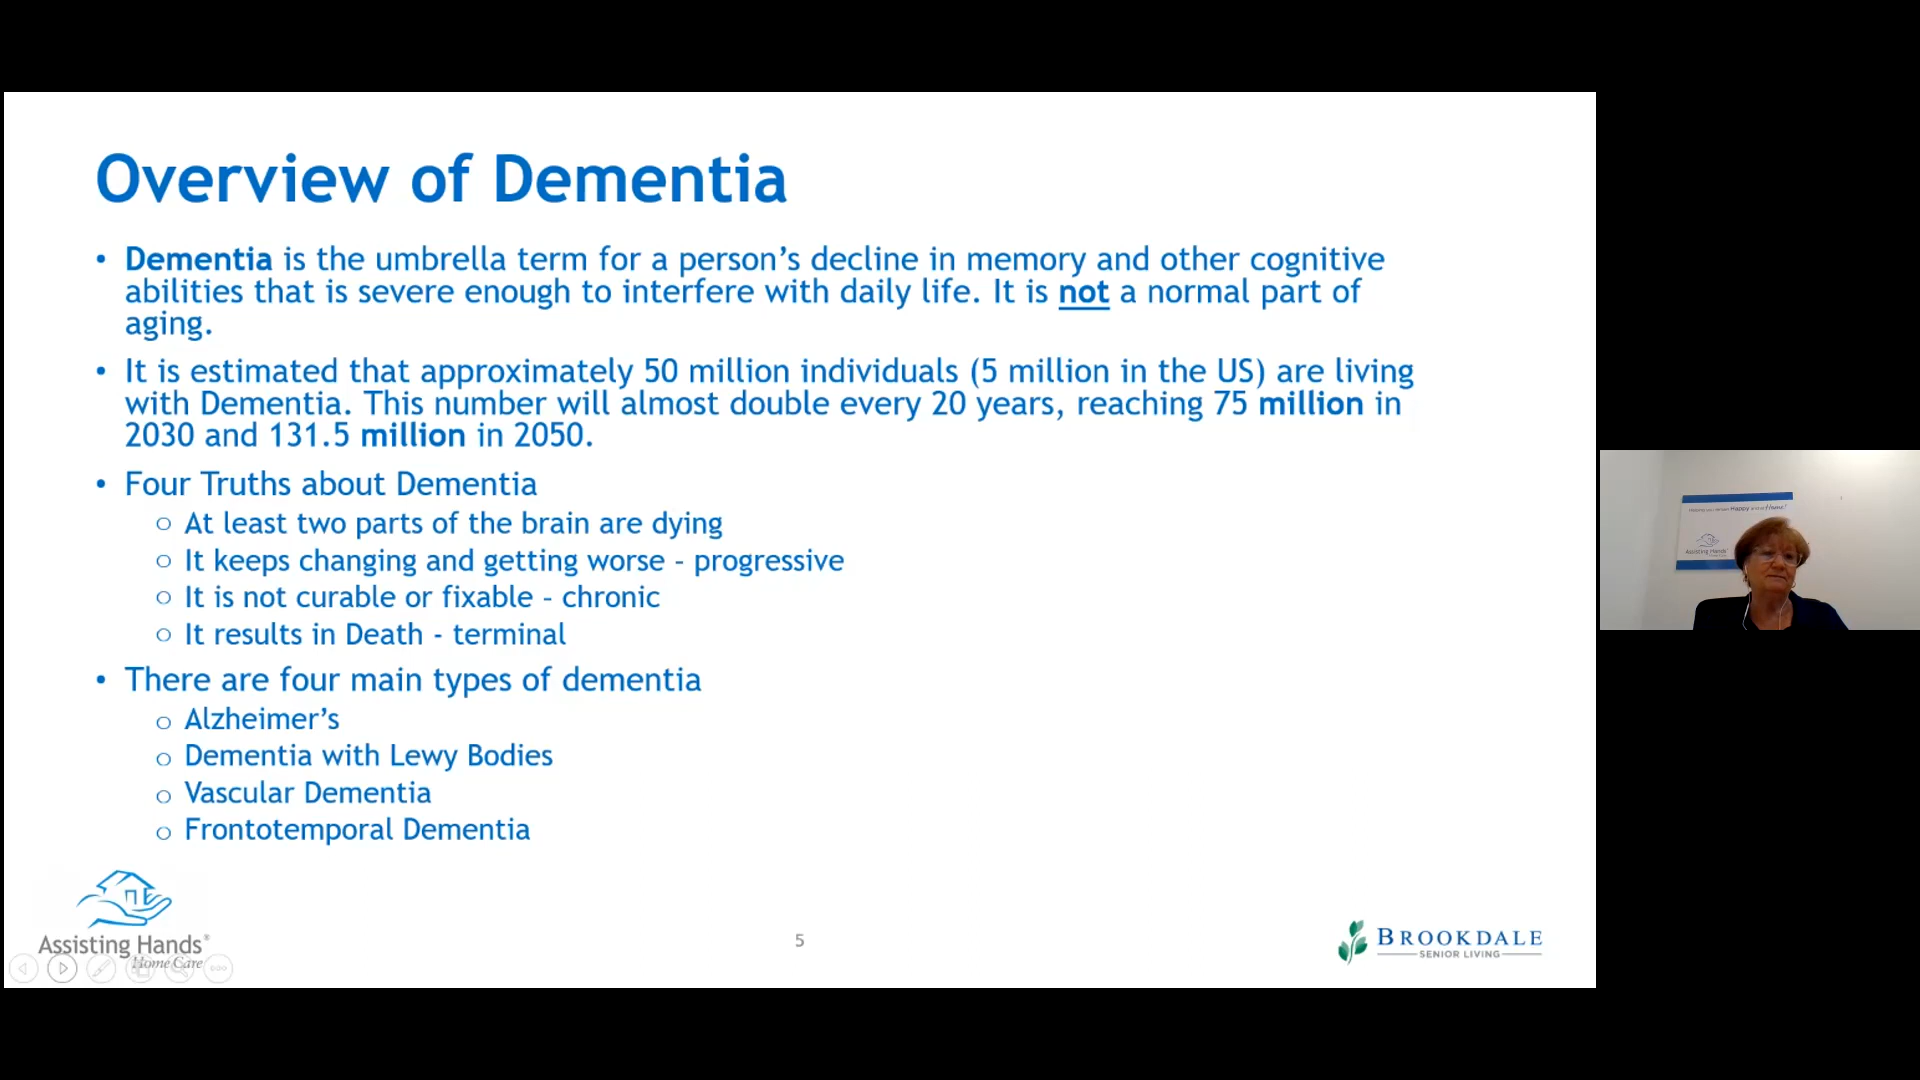 Overview of Dementia
• Dementia is the umbrella term for a person's decline in memory and other cognitive
abilities that is severe enough to interfere with daily life. It is not a normal part of
aging.
• It is estimated that approximately 50 million individuals (5 million in the US) are living
with Dementia. This number will almost double every 20 years, reaching 75 million in
2030 and 131.5 million in 2050.
• Four Truths about Dementia
○ At least two parts of the brain are dying
○ It keeps changing and getting worse – progressive
○ It is not curable or fixable – chronic
○ It results in Death - terminal
• There are four main types of dementia
○ Alzheimer's
○ Dementia with Lewy Bodies
○ Vascular Dementia
○ Frontotemporal Dementia
Assisting Hands®
Home Care
5
BROOKDALE
SENIOR LIVING
Happy
Home!
Assisting Hands